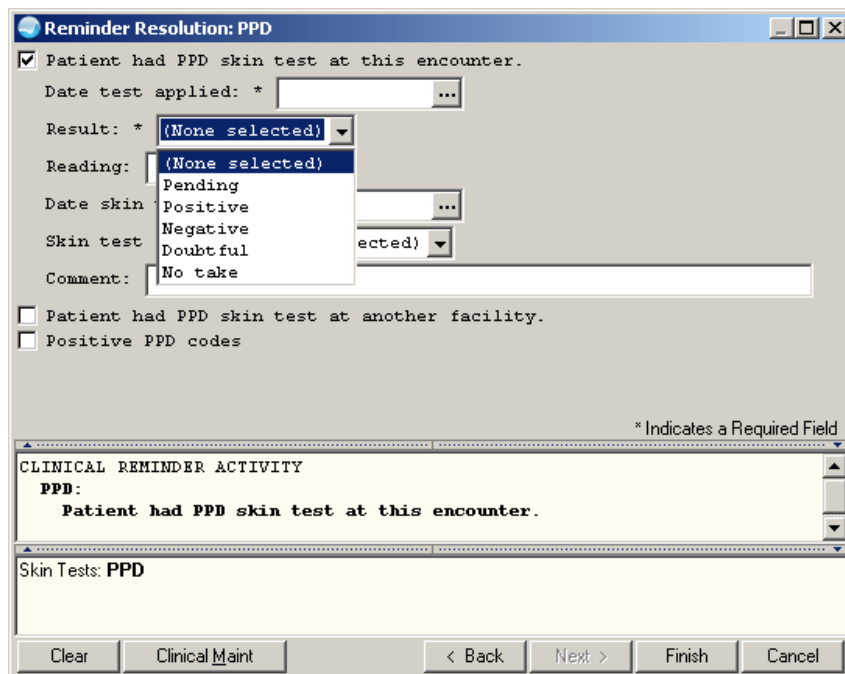 Reminder Resolution: PPD
Patient had PPD skin test at this encounter.
Date test applied: *
...
Result: * (None selected)
(None selected)
Pending
Positive
Negative
Doubtful
No take
Reading:
Date skin
...
Skin test
ected)
Comment:
Patient had PPD skin test at another facility.
Positive PPD codes
* Indicates a Required Field
CLINICAL REMINDER ACTIVITY
PPD:
Patient had PPD skin test at this encounter.
Skin Tests: PPD
Clear Clinical Maint < Back Next > Finish Cancel